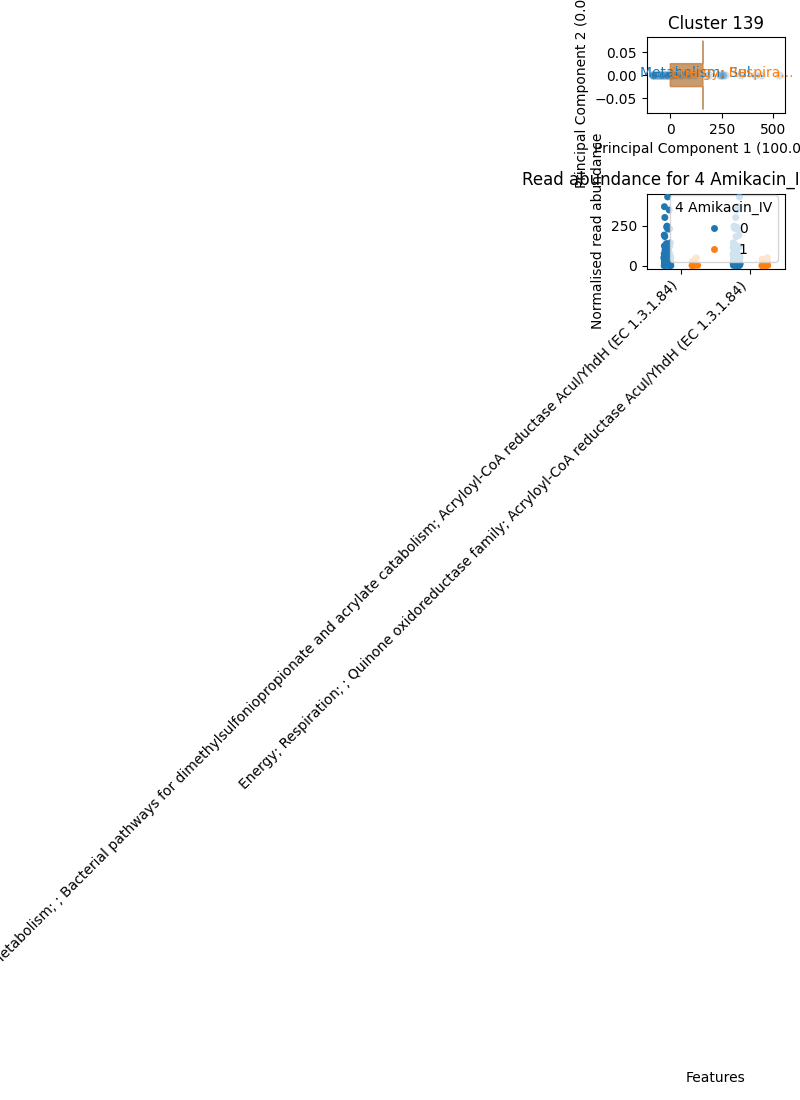 Cluster 139
Principal Component 2 (0.0
0.05
0.00
−0.05
Metabolism; Sul...
Respira...
0
250
500
Principal Component 1 (100.0
Read abundance for 4 Amikacin_I
Normalised read abundance
250
0
4 Amikacin_IV
0
1
etabolism; ; Bacterial pathways for dimethylsulfoniopropionate and acrylate catabolism; Acryloyl-CoA reductase AcuI/YhdH (EC 1.3.1.84)
Energy; Respiration; ; Quinone oxidoreductase family; Acryloyl-CoA reductase AcuI/YhdH (EC 1.3.1.84)
Features